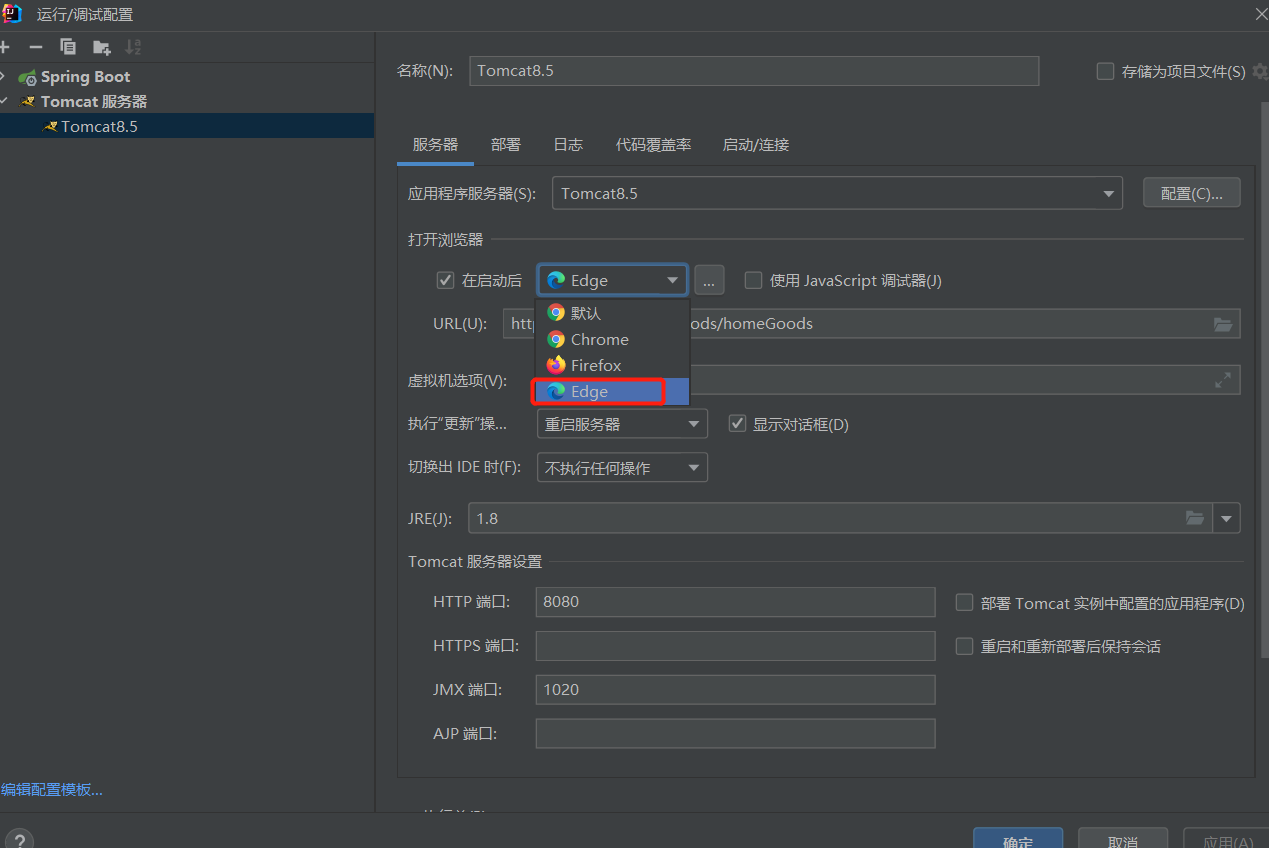 运行/调试配置
名称(N):
Tomcat8.5
存储为项目文件(S)
Spring Boot
Tomcat 服务器
Tomcat8.5
服务器
部署
日志
代码覆盖率
启动/连接
应用程序服务器(S):
Tomcat8.5
配置(C)...
打开浏览器
在启动后
Edge
...
使用 JavaScript 调试器(J)
默认
Chrome
Firefox
Edge
URL(U):
ods/homeGoods
虚拟机选项(V):
执行“更新”操...
重启服务器
显示对话框(D)
切换出 IDE 时(F):
不执行任何操作
JRE(J):
1.8
Tomcat 服务器设置
HTTP 端口:
8080
部署 Tomcat 实例中配置的应用程序(D)
HTTPS 端口:
重启和重新部署后保持会话
JMX 端口:
1020
AJP 端口:
编辑配置模板...
?
确定
取消
应用(A)